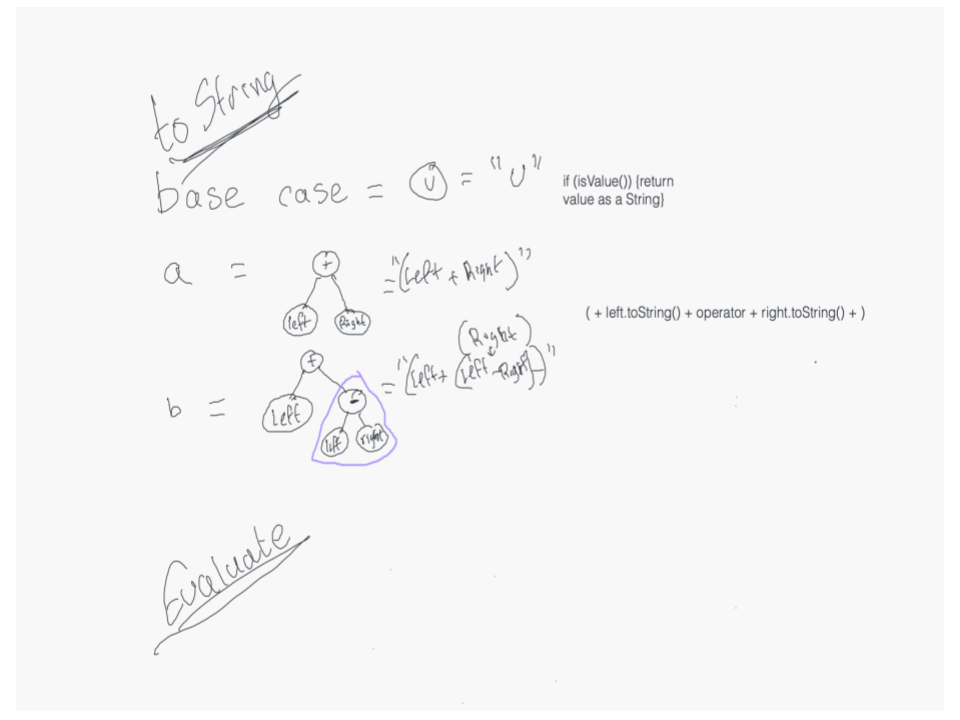 to String
base case = v = "v"
if (isValue()) {return
value as a String}
a =
+
left Right
= "(Left + Right)"
( + left.toString() + operator + right.toString() + )
b =
+
Left -
left right
(Right)
= "(Left + (Left - Right))"
Evaluate